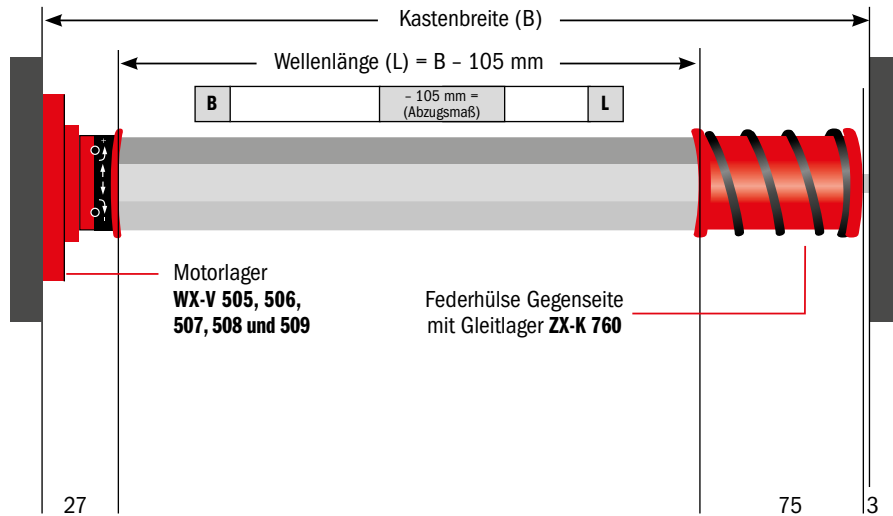 Kastenbreite (B)
Wellenlänge (L) = B – 105 mm
B
– 105 mm =
(Abzugsmaß)
L
+
–
Motorlager
WX-V 505, 506,
507, 508 und 509
Federhülse Gegenseite
mit Gleitlager ZX-K 760
27
75
3